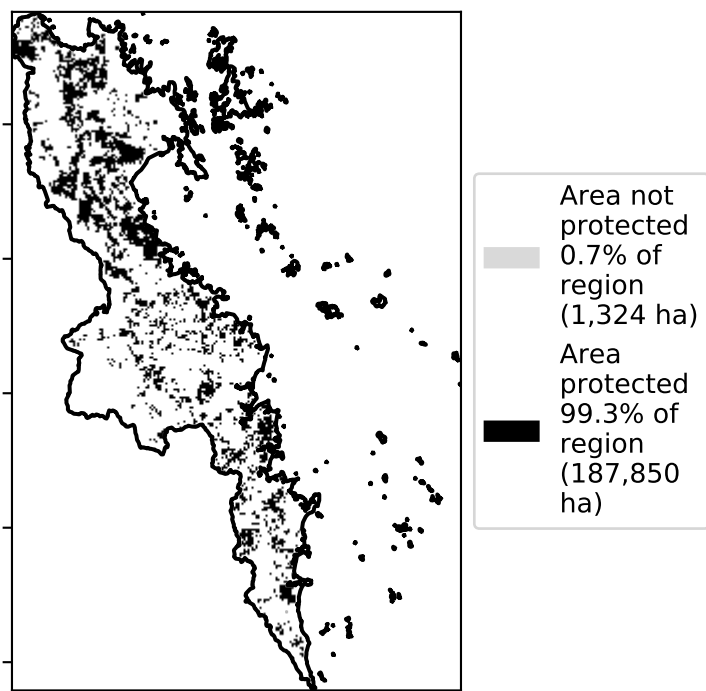 Area not
protected
0.7% of
region
(1,324 ha)
Area
protected
99.3% of
region
(187,850
ha)